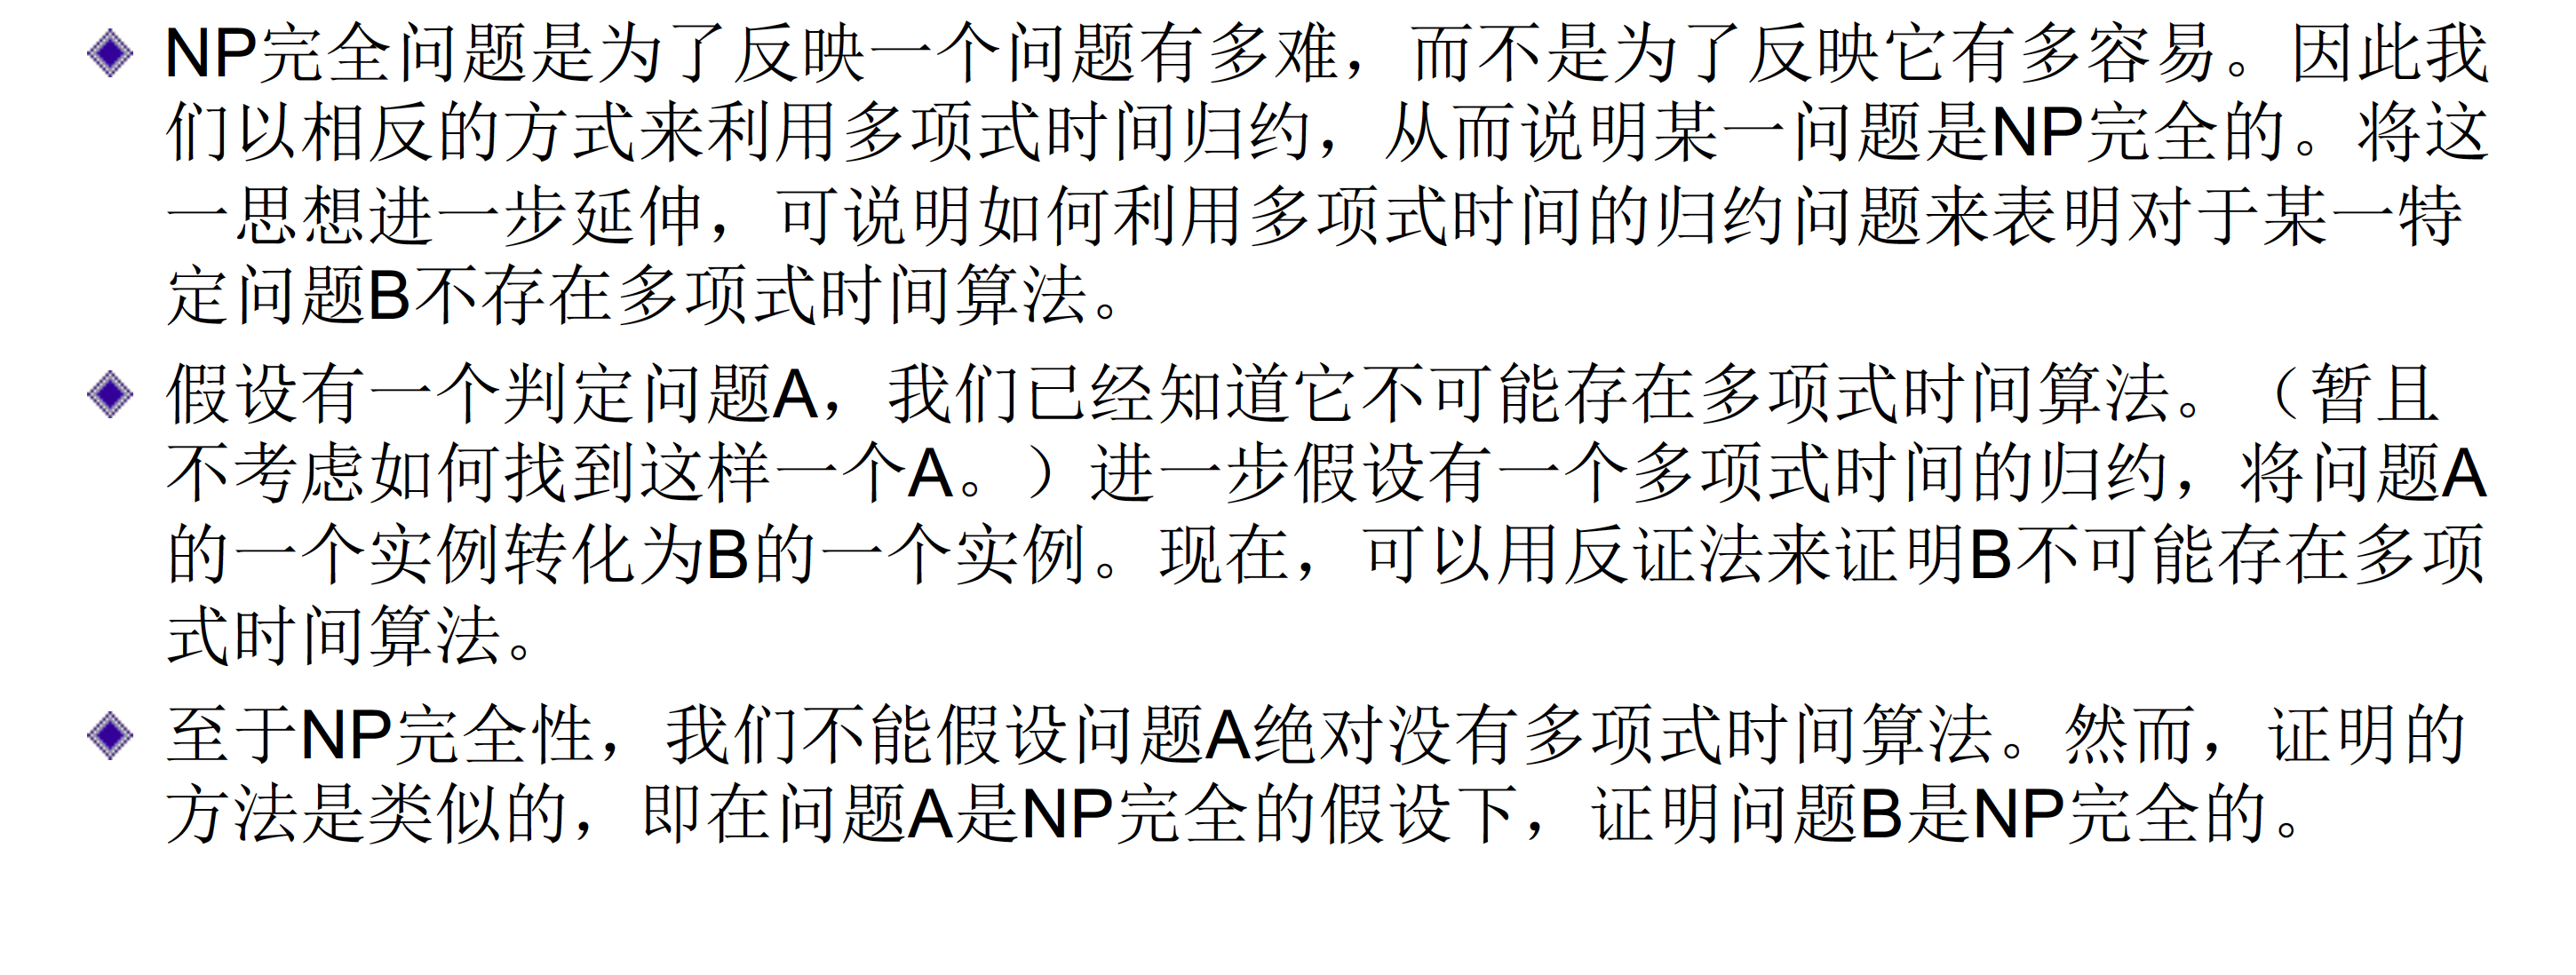 NP完全问题是为了反映一个问题有多难，而不是为了反映它有多容易。因此我
们以相反的方式来利用多项式时间归约，从而说明某一问题是NP完全的。将这
一思想进一步延伸，可说明如何利用多项式时间的归约问题来表明对于某一特
定问题B不存在多项式时间算法。
假设有一个判定问题A，我们已经知道它不可能存在多项式时间算法。（暂且
不考虑如何找到这样一个A。）进一步假设有一个多项式时间的归约，将问题A
的一个实例转化为B的一个实例。现在，可以用反证法来证明B不可能存在多项
式时间算法。
至于NP完全性，我们不能假设问题A绝对没有多项式时间算法。然而，证明的
方法是类似的，即在问题A是NP完全的假设下，证明问题B是NP完全的。